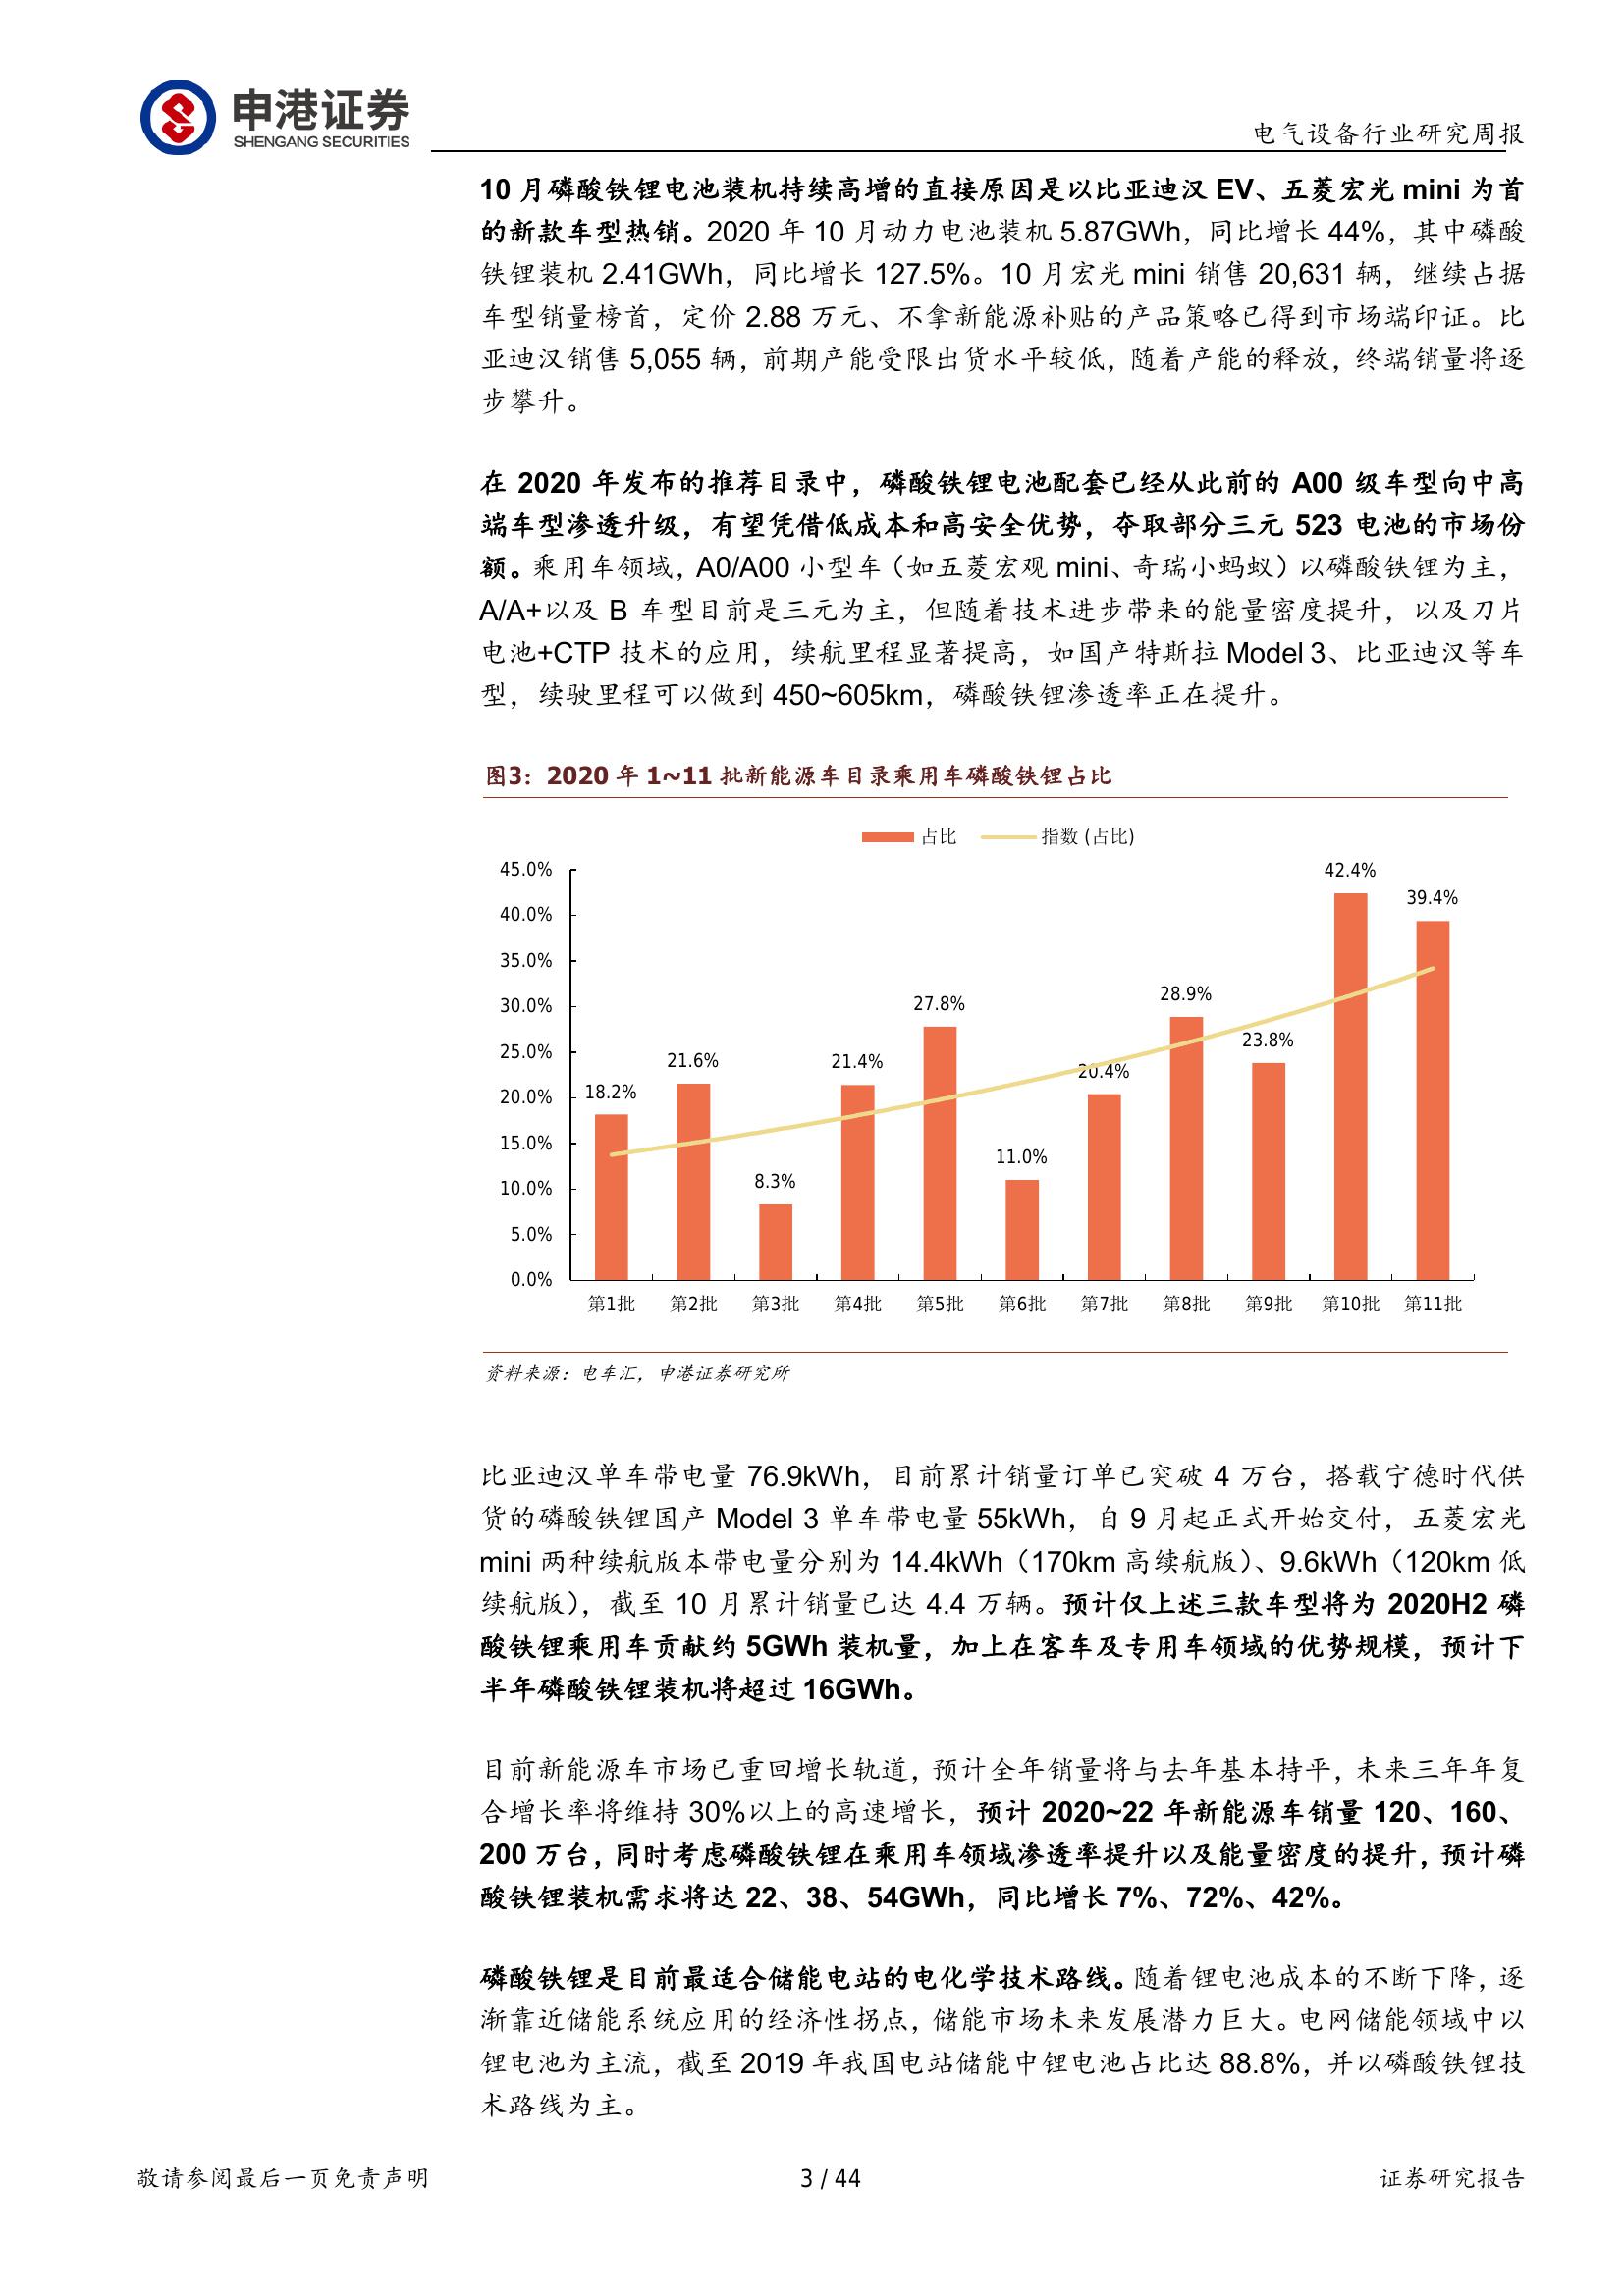 申港证券
SHENGANG SECURITIES
电气设备行业研究周报
10 月磷酸铁锂电池装机持续高增的直接原因是以比亚迪汉 EV、五菱宏光 mini 为首
的新款车型热销。2020 年 10 月动力电池装机 5.87GWh，同比增长 44%，其中磷酸
铁锂装机 2.41GWh，同比增长 127.5%。10 月宏光 mini 销售 20,631 辆，继续占据
车型销量榜首，定价 2.88 万元、不拿新能源补贴的产品策略已得到市场端印证。比
亚迪汉销售 5,055 辆，前期产能受限出货水平较低，随着产能的释放，终端销量将逐
步攀升。
在 2020 年发布的推荐目录中，磷酸铁锂电池配套已经从此前的 A00 级车型向中高
端车型渗透升级，有望凭借低成本和高安全优势，夺取部分三元 523 电池的市场份
额。乘用车领域，A0/A00 小型车（如五菱宏观 mini、奇瑞小蚂蚁）以磷酸铁锂为主，
A/A+以及 B 车型目前是三元为主，但随着技术进步带来的能量密度提升，以及刀片
电池+CTP 技术的应用，续航里程显著提高，如国产特斯拉 Model 3、比亚迪汉等车
型，续驶里程可以做到 450~605km，磷酸铁锂渗透率正在提升。
图3：2020 年 1~11 批新能源车目录乘用车磷酸铁锂占比
占比 指数 (占比)
45.0%
40.0%
35.0%
30.0%
25.0%
20.0%
15.0%
10.0%
5.0%
0.0%
18.2%
21.6%
8.3%
21.4%
27.8%
11.0%
20.4%
28.9%
23.8%
42.4%
39.4%
第1批 第2批 第3批 第4批 第5批 第6批 第7批 第8批 第9批 第10批 第11批
资料来源：电车汇，申港证券研究所
比亚迪汉单车带电量 76.9kWh，目前累计销量订单已突破 4 万台，搭载宁德时代供
货的磷酸铁锂国产 Model 3 单车带电量 55kWh，自 9 月起正式开始交付，五菱宏光
mini 两种续航版本带电量分别为 14.4kWh（170km 高续航版）、9.6kWh（120km 低
续航版），截至 10 月累计销量已达 4.4 万辆。预计仅上述三款车型将为 2020H2 磷
酸铁锂乘用车贡献约 5GWh 装机量，加上在客车及专用车领域的优势规模，预计下
半年磷酸铁锂装机将超过 16GWh。
目前新能源车市场已重回增长轨道，预计全年销量将与去年基本持平，未来三年年复
合增长率将维持 30%以上的高速增长，预计 2020~22 年新能源车销量 120、160、
200 万台，同时考虑磷酸铁锂在乘用车领域渗透率提升以及能量密度的提升，预计磷
酸铁锂装机需求将达 22、38、54GWh，同比增长 7%、72%、42%。
磷酸铁锂是目前最适合储能电站的电化学技术路线。随着锂电池成本的不断下降，逐
渐靠近储能系统应用的经济性拐点，储能市场未来发展潜力巨大。电网储能领域中以
锂电池为主流，截至 2019 年我国电站储能中锂电池占比达 88.8%，并以磷酸铁锂技
术路线为主。
敬请参阅最后一页免责声明
3 / 44
证券研究报告